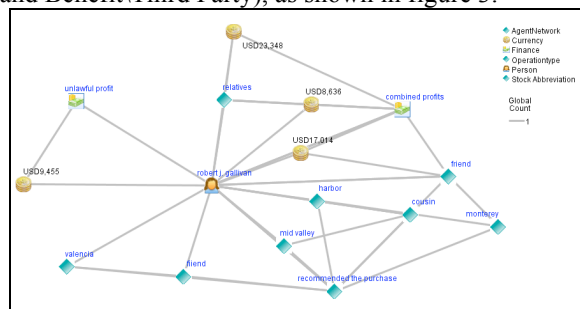 and Benefit\Third Party), as shown in figure 3.
USD23,348
AgentNetwork
Currency
Finance
Operationtype
Person
Stock Abbreviation
unlawful profit
relatives
USD8,636
combined profits
Global
Count
1
USD17,014
USD9,455
robert j. gallivan
friend
harbor
cousin
monterey
mid valley
valencia
friend
recommended the purchase